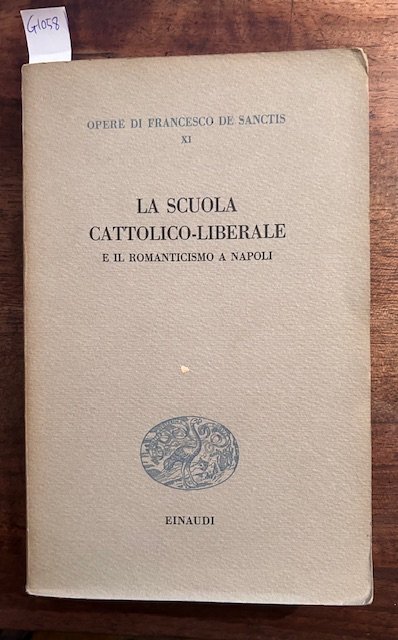 G1058
OPERE DI FRANCESCO DE SANCTIS
XI
LA SCUOLA
CATTOLICO-LIBERALE
E IL ROMANTICISMO A NAPOLI
EINAUDI